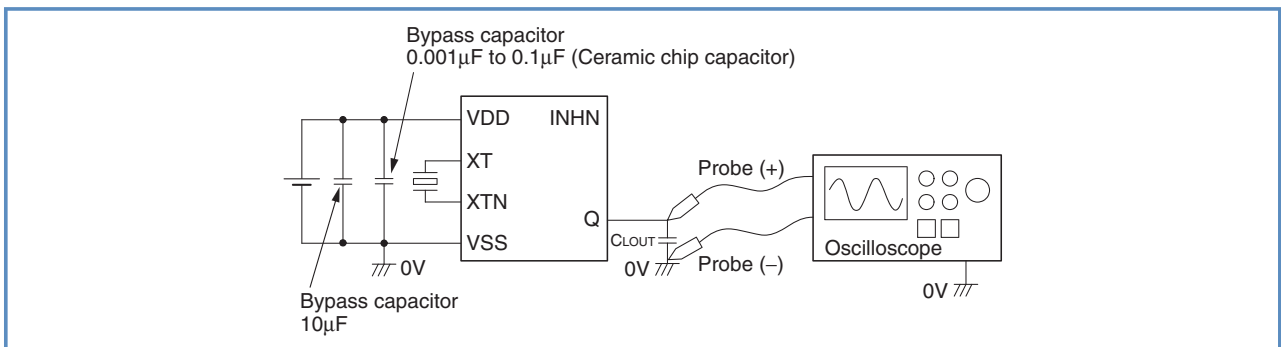 Bypass capacitor
0.001μF to 0.1μF (Ceramic chip capacitor)
VDD
INHN
XT
XTN
VSS
Q
CLOUT
0V
0V
Probe (+)
Probe (−)
Oscilloscope
0V
Bypass capacitor
10μF